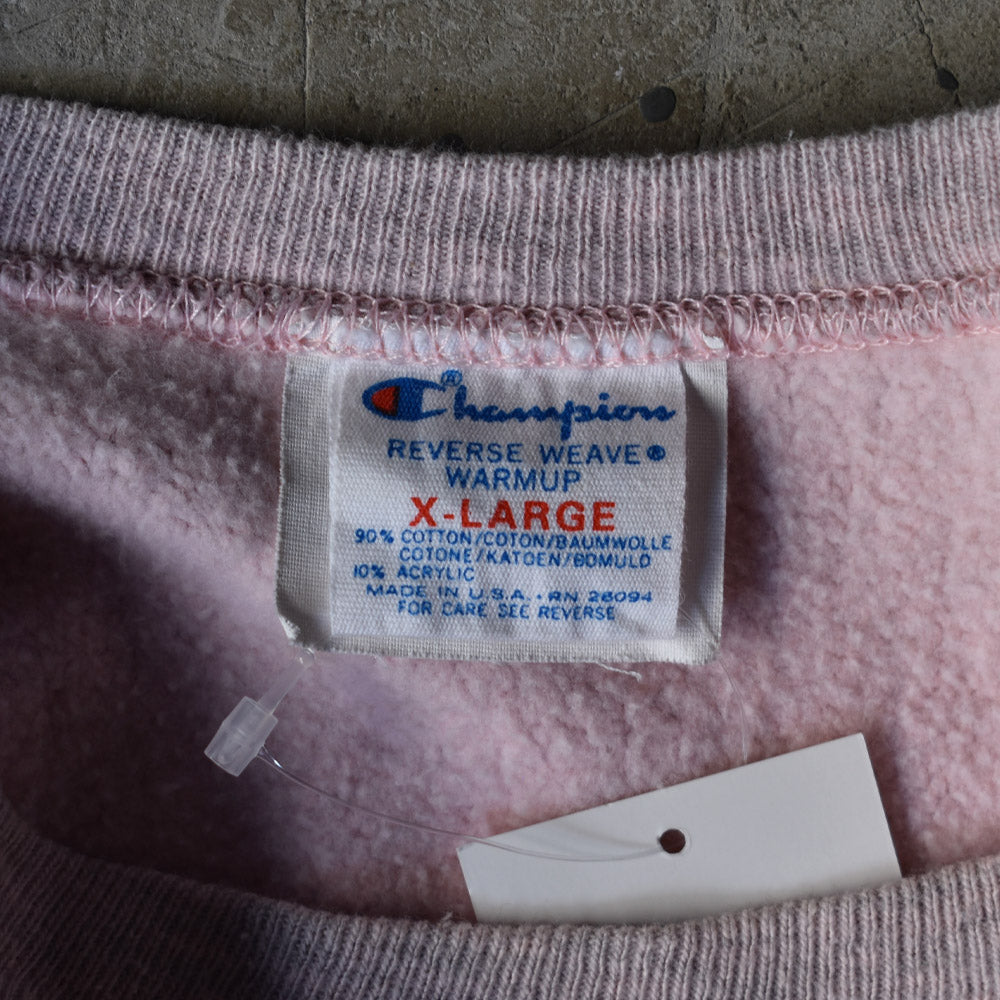 Champion®
REVERSE WEAVE®
WARMUP
X-LARGE
90% COTTON/COTON/BAUMWOLLE
COTONE/KATOEN/BOMULD
10% ACRYLIC
MADE IN U.S.A. • RN 26094
FOR CARE SEE REVERSE